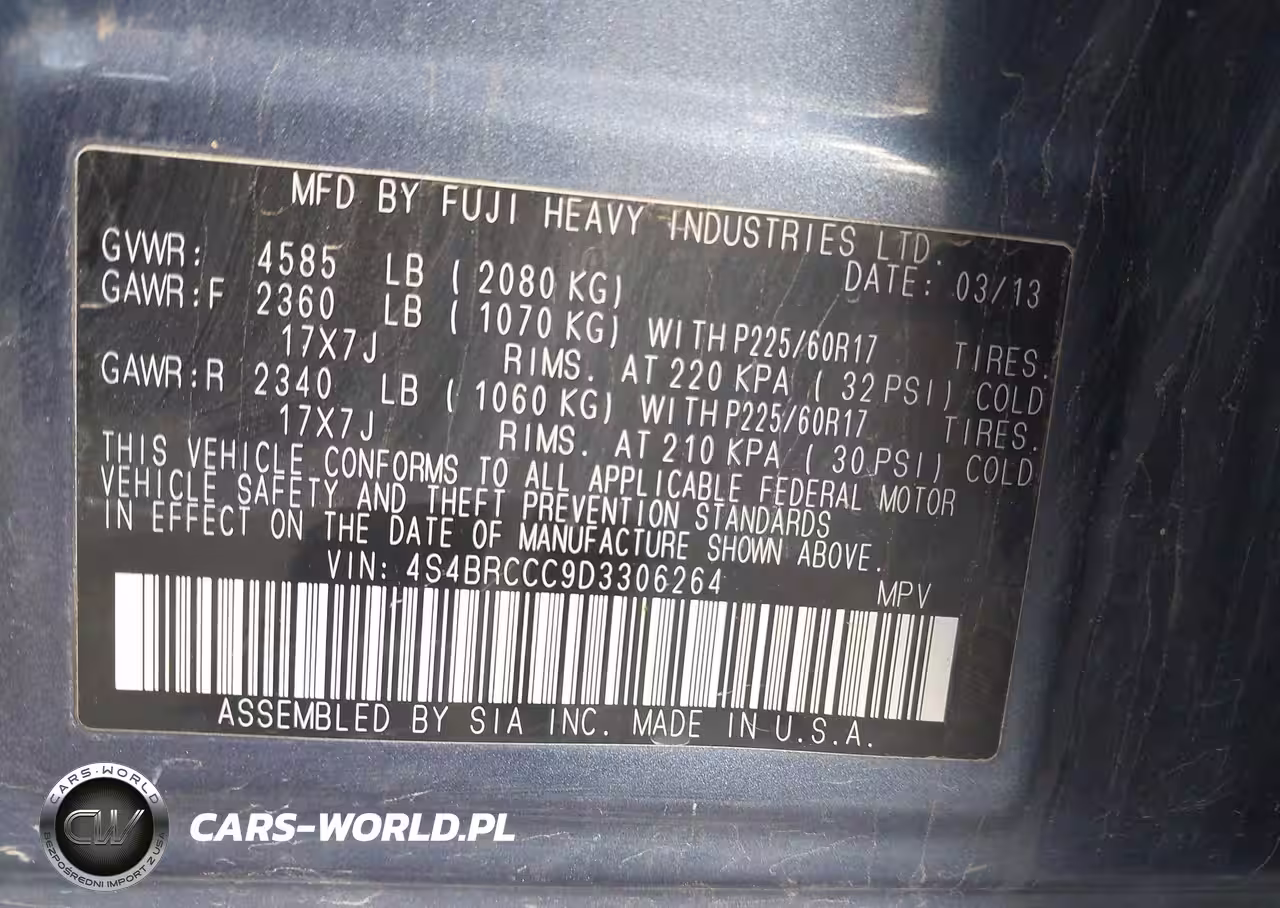 MFD BY FUJI HEAVY INDUSTRIES LTD.
GVWR: 4585 LB ( 2080 KG) DATE: 03/13
GAWR:F 2360 LB ( 1070 KG) WITH P225/60R17 TIRES.
17X7J RIMS. AT 220 KPA ( 32 PSI) COLD
GAWR:R 2340 LB ( 1060 KG) WITH P225/60R17 TIRES.
17X7J RIMS. AT 210 KPA ( 30 PSI) COLD
THIS VEHICLE CONFORMS TO ALL APPLICABLE FEDERAL MOTOR
VEHICLE SAFETY AND THEFT PREVENTION STANDARDS
IN EFFECT ON THE DATE OF MANUFACTURE SHOWN ABOVE.
VIN: 4S4BRCCC9D3306264 MPV
ASSEMBLED BY SIA INC. MADE IN U.S.A.
CARS-WORLD
CW
BEZPOŚREDNI IMPORT Z USA
CARS-WORLD.PL